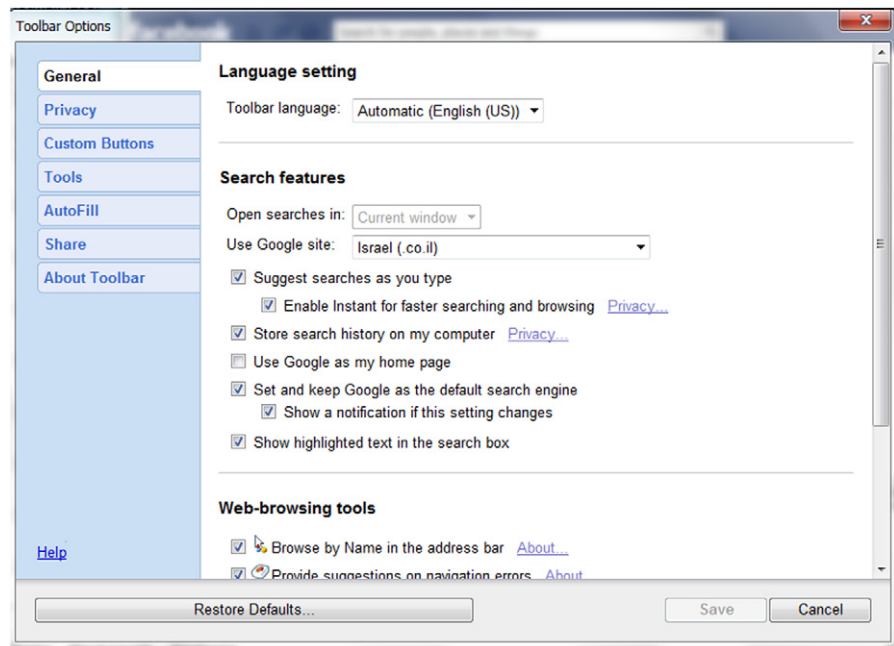 Toolbar Options
General
Privacy
Custom Buttons
Tools
AutoFill
Share
About Toolbar
Help
Language setting
Toolbar language: Automatic (English (US))
Search features
Open searches in: Current window
Use Google site: Israel (.co.il)
Suggest searches as you type
Enable Instant for faster searching and browsing Privacy...
Store search history on my computer Privacy...
Use Google as my home page
Set and keep Google as the default search engine
Show a notification if this setting changes
Show highlighted text in the search box
Web-browsing tools
Browse by Name in the address bar About...
Provide suggestions on navigation errors About
Restore Defaults...
Save
Cancel